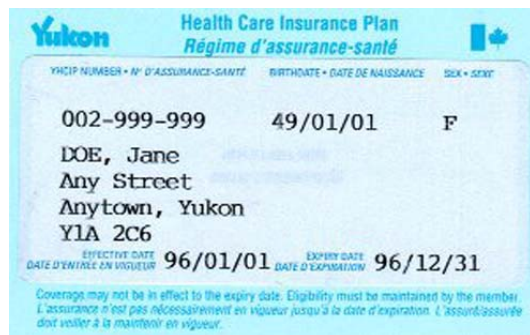 Yukon
Health Care Insurance Plan
Régime d'assurance-santé
YHCIP NUMBER • Nº D'ASSURANCE-SANTÉ BIRTHDATE • DATE DE NAISSANCE SEX • SEXE
002-999-999 49/01/01 F
DOE, Jane
Any Street
Anytown, Yukon
Y1A 2C6
EFFECTIVE DATE EXPIRY DATE
DATE D'ENTRÉE EN VIGUEUR 96/01/01 DATE D'EXPIRATION 96/12/31
Coverage may not be in effect to the expiry date. Eligibility must be maintained by the member.
L'assurance n'est pas nécessairement en vigueur jusqu'à la date d'expiration. L'assuré/assurée
doit veiller à la maintenir en vigueur.